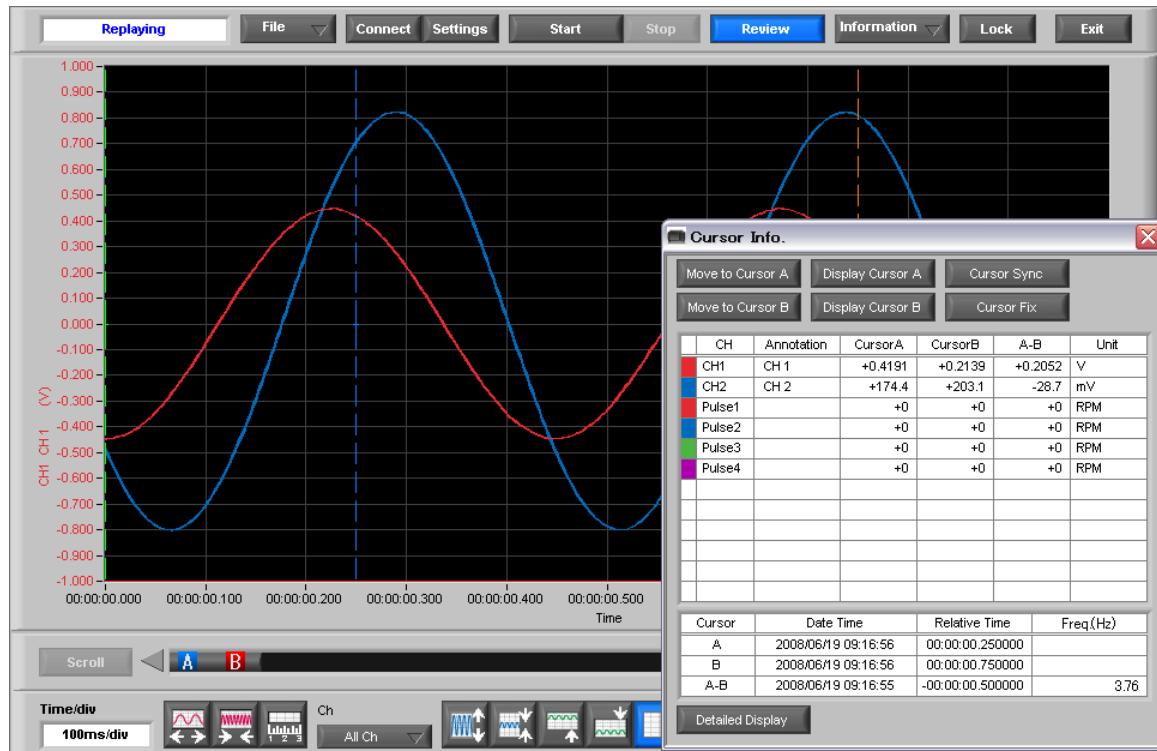 Replaying File Connect Settings Start Stop Review Information Lock Exit
1.000
0.900
0.800
0.700
0.600
0.500
0.400
0.300
0.200
0.100
0.000
-0.100
-0.200
-0.300
-0.400
-0.500
-0.600
-0.700
-0.800
-0.900
-1.000
CH1 CH 1 (V)
00:00:00.000 00:00:00.100 00:00:00.200 00:00:00.300 00:00:00.400 00:00:00.500
Time
Cursor Info.
Move to Cursor A Display Cursor A Cursor Sync
Move to Cursor B Display Cursor B Cursor Fix
CH Annotation CursorA CursorB A-B Unit
CH1 CH 1 +0.4191 +0.2139 +0.2052 V
CH2 CH 2 +174.4 +203.1 -28.7 mV
Pulse1 +0 +0 +0 RPM
Pulse2 +0 +0 +0 RPM
Pulse3 +0 +0 +0 RPM
Pulse4 +0 +0 +0 RPM
Cursor Date Time Relative Time Freq.(Hz)
A 2008/06/19 09:16:56 00:00:00.250000
B 2008/06/19 09:16:56 00:00:00.750000
A-B 2008/06/19 09:16:55 -00:00:00.500000 3.76
Detailed Display
Scroll A B
Time/div
100ms/div
1 2 3
Ch
All Ch